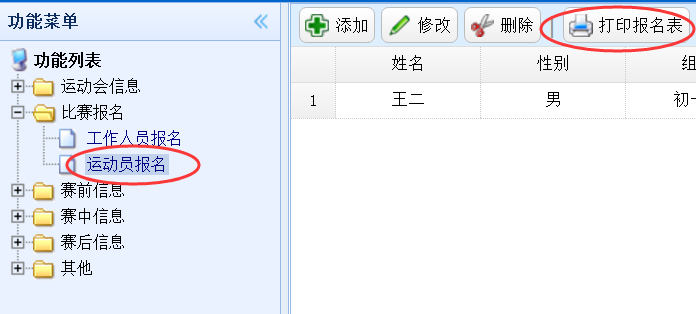 功能菜单
功能列表
运动会信息
比赛报名
工作人员报名
运动员报名
赛前信息
赛中信息
赛后信息
其他
添加 修改 删除 打印报名表
姓名 性别
1 王二 男 初一